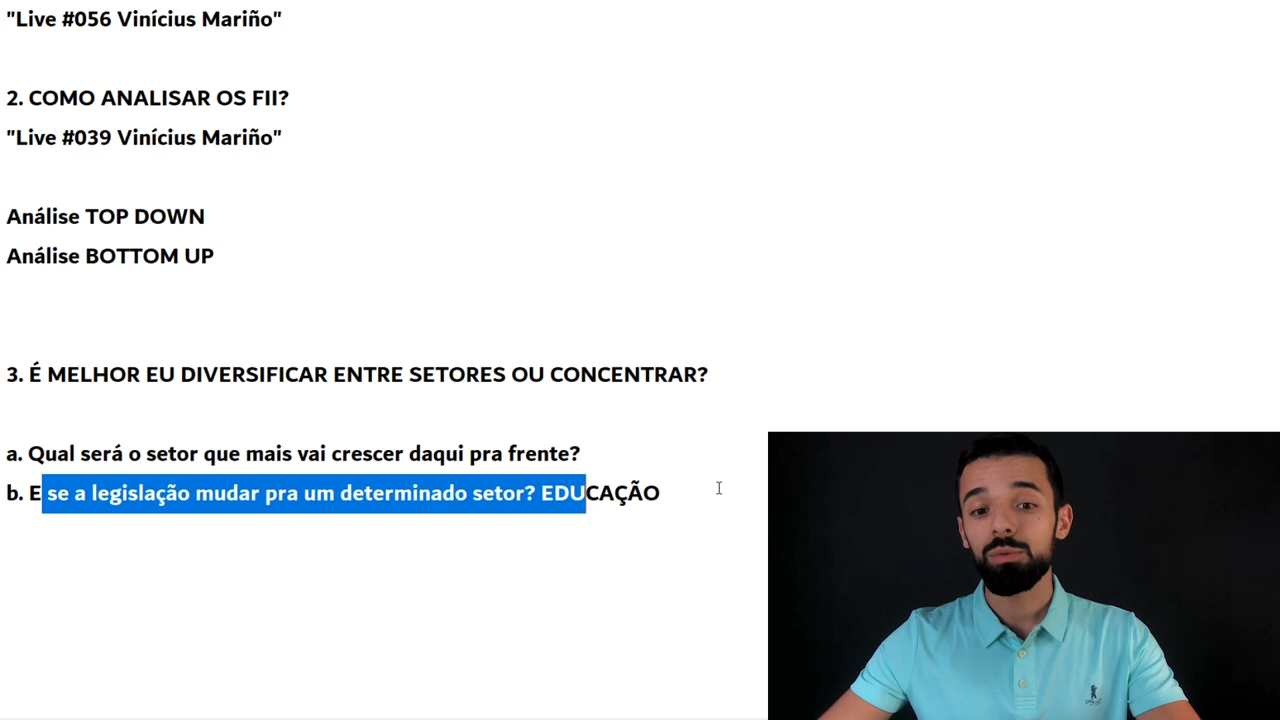 "Live #056 Vinícius Mariño"
2. COMO ANALISAR OS FII?
"Live #039 Vinícius Mariño"
Análise TOP DOWN
Análise BOTTOM UP
3. É MELHOR EU DIVERSIFICAR ENTRE SETORES OU CONCENTRAR?
a. Qual será o setor que mais vai crescer daqui pra frente?
b. E se a legislação mudar pra um determinado setor? EDUCAÇÃO